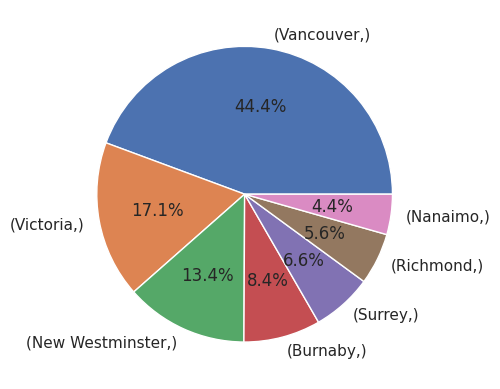 (Vancouver,)
44.4%
(Victoria,)
17.1%
(New Westminster,)
13.4%
(Burnaby,)
8.4%
(Surrey,)
6.6%
(Richmond,)
5.6%
(Nanaimo,)
4.4%